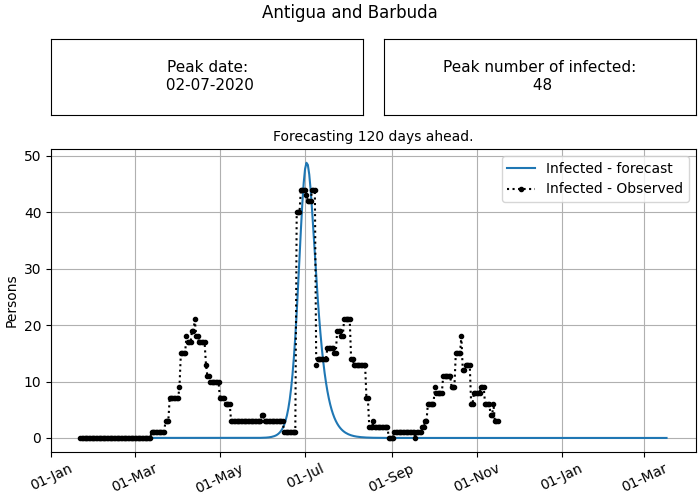 Antigua and Barbuda
Peak date:
02-07-2020
Peak number of infected:
48
Forecasting 120 days ahead.
Infected - forecast
Infected - Observed
Persons
50
40
30
20
10
0
01-Jan
01-Mar
01-May
01-Jul
01-Sep
01-Nov
01-Jan
01-Mar